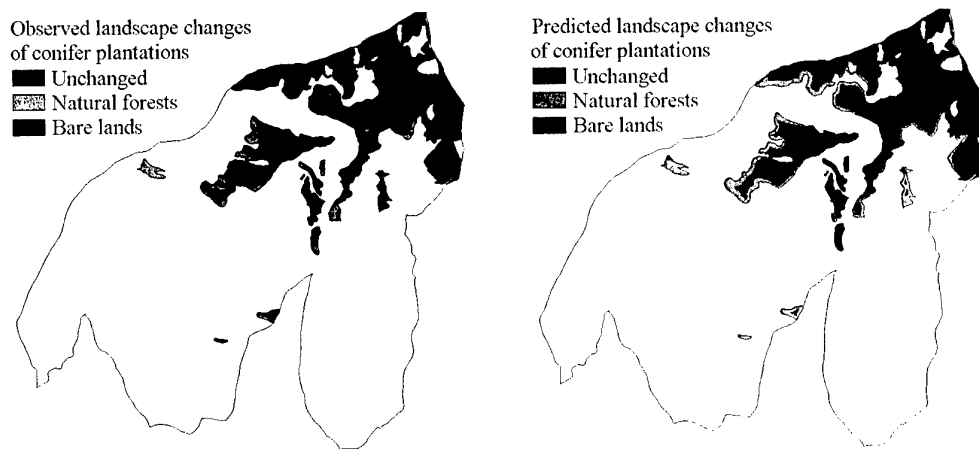 Observed landscape changes
of conifer plantations
Unchanged
Natural forests
Bare lands
Predicted landscape changes
of conifer plantations
Unchanged
Natural forests
Bare lands